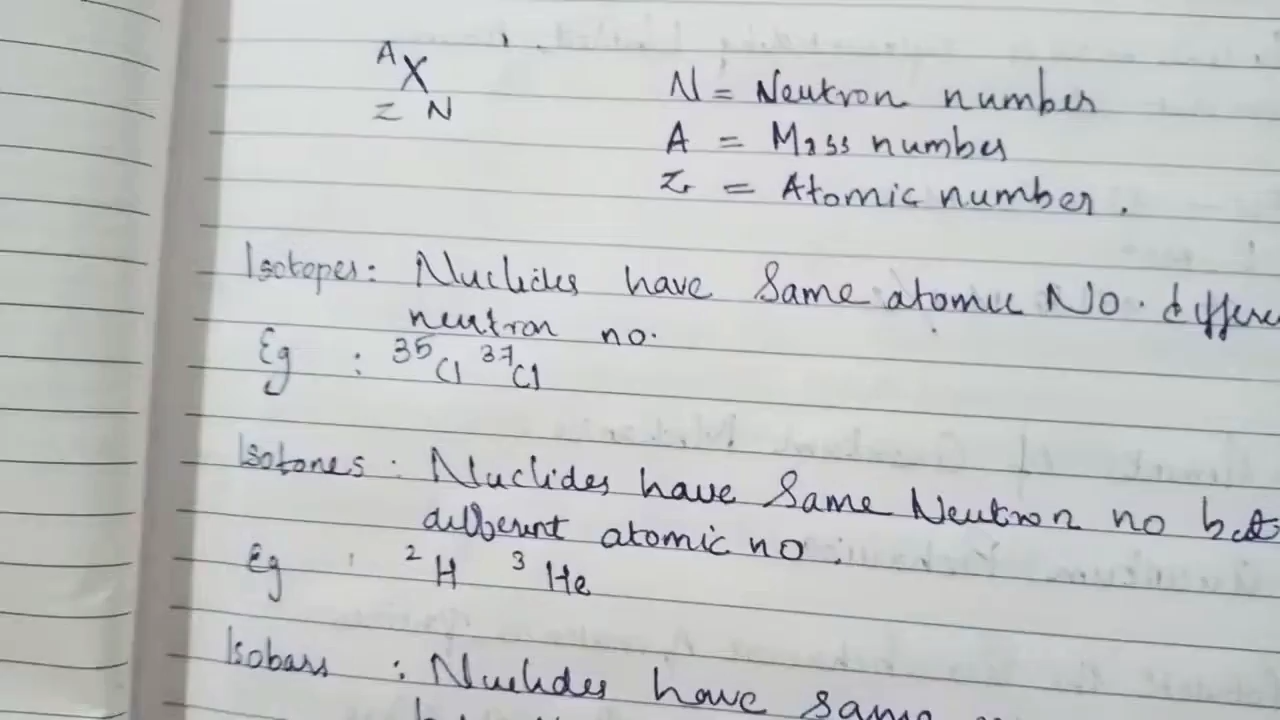 A X
Z N
N = Neutron number
A = Mass number
Z = Atomic number.
Isotopes: Nuclides have same atomic No. differe
neutron no.
Eg : 35Cl 37Cl
Isotones : Nuclides have same Neutron no but
different atomic no.
Eg : 2H 3He
Isobars : Nuclides have same